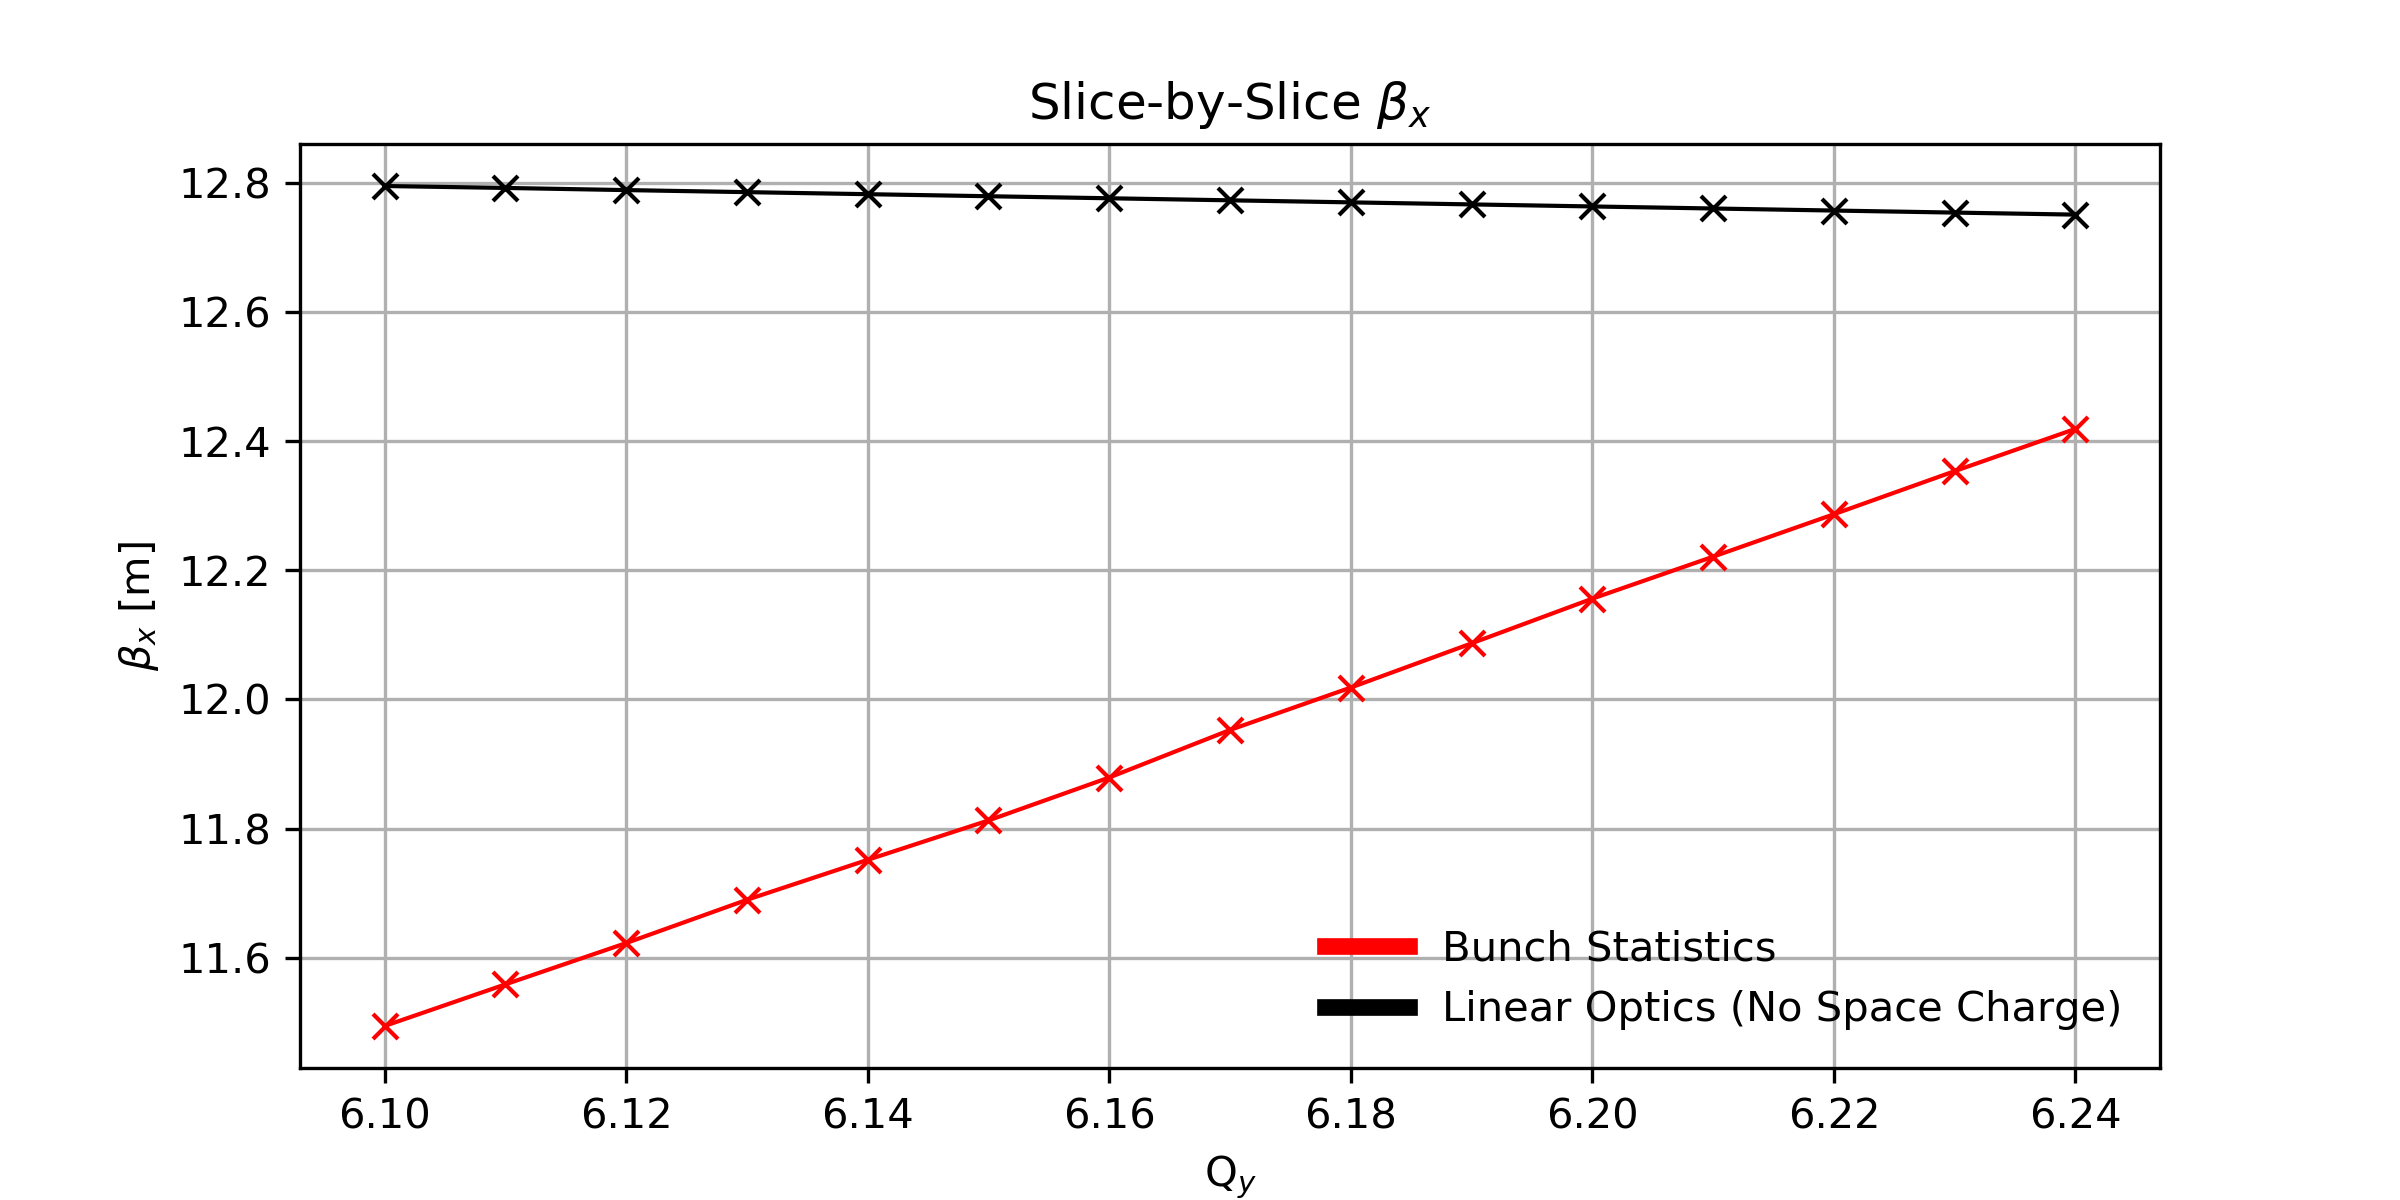 Slice-by-Slice βₓ
12.8
12.6
12.4
12.2
12.0
11.8
11.6
βₓ [m]
Bunch Statistics
Linear Optics (No Space Charge)
6.10 6.12 6.14 6.16 6.18 6.20 6.22 6.24
Q_y